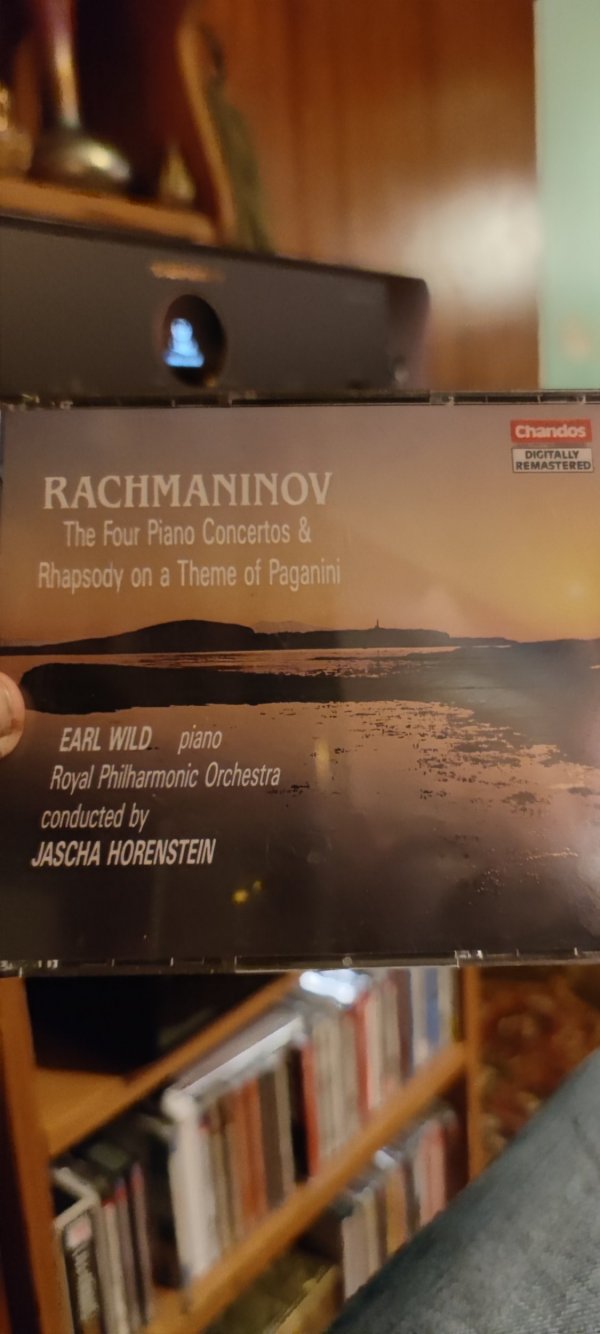 Chandos
DIGITALLY
REMASTERED
RACHMANINOV
The Four Piano Concertos &
Rhapsody on a Theme of Paganini
EARL WILD piano
Royal Philharmonic Orchestra
conducted by
JASCHA HORENSTEIN